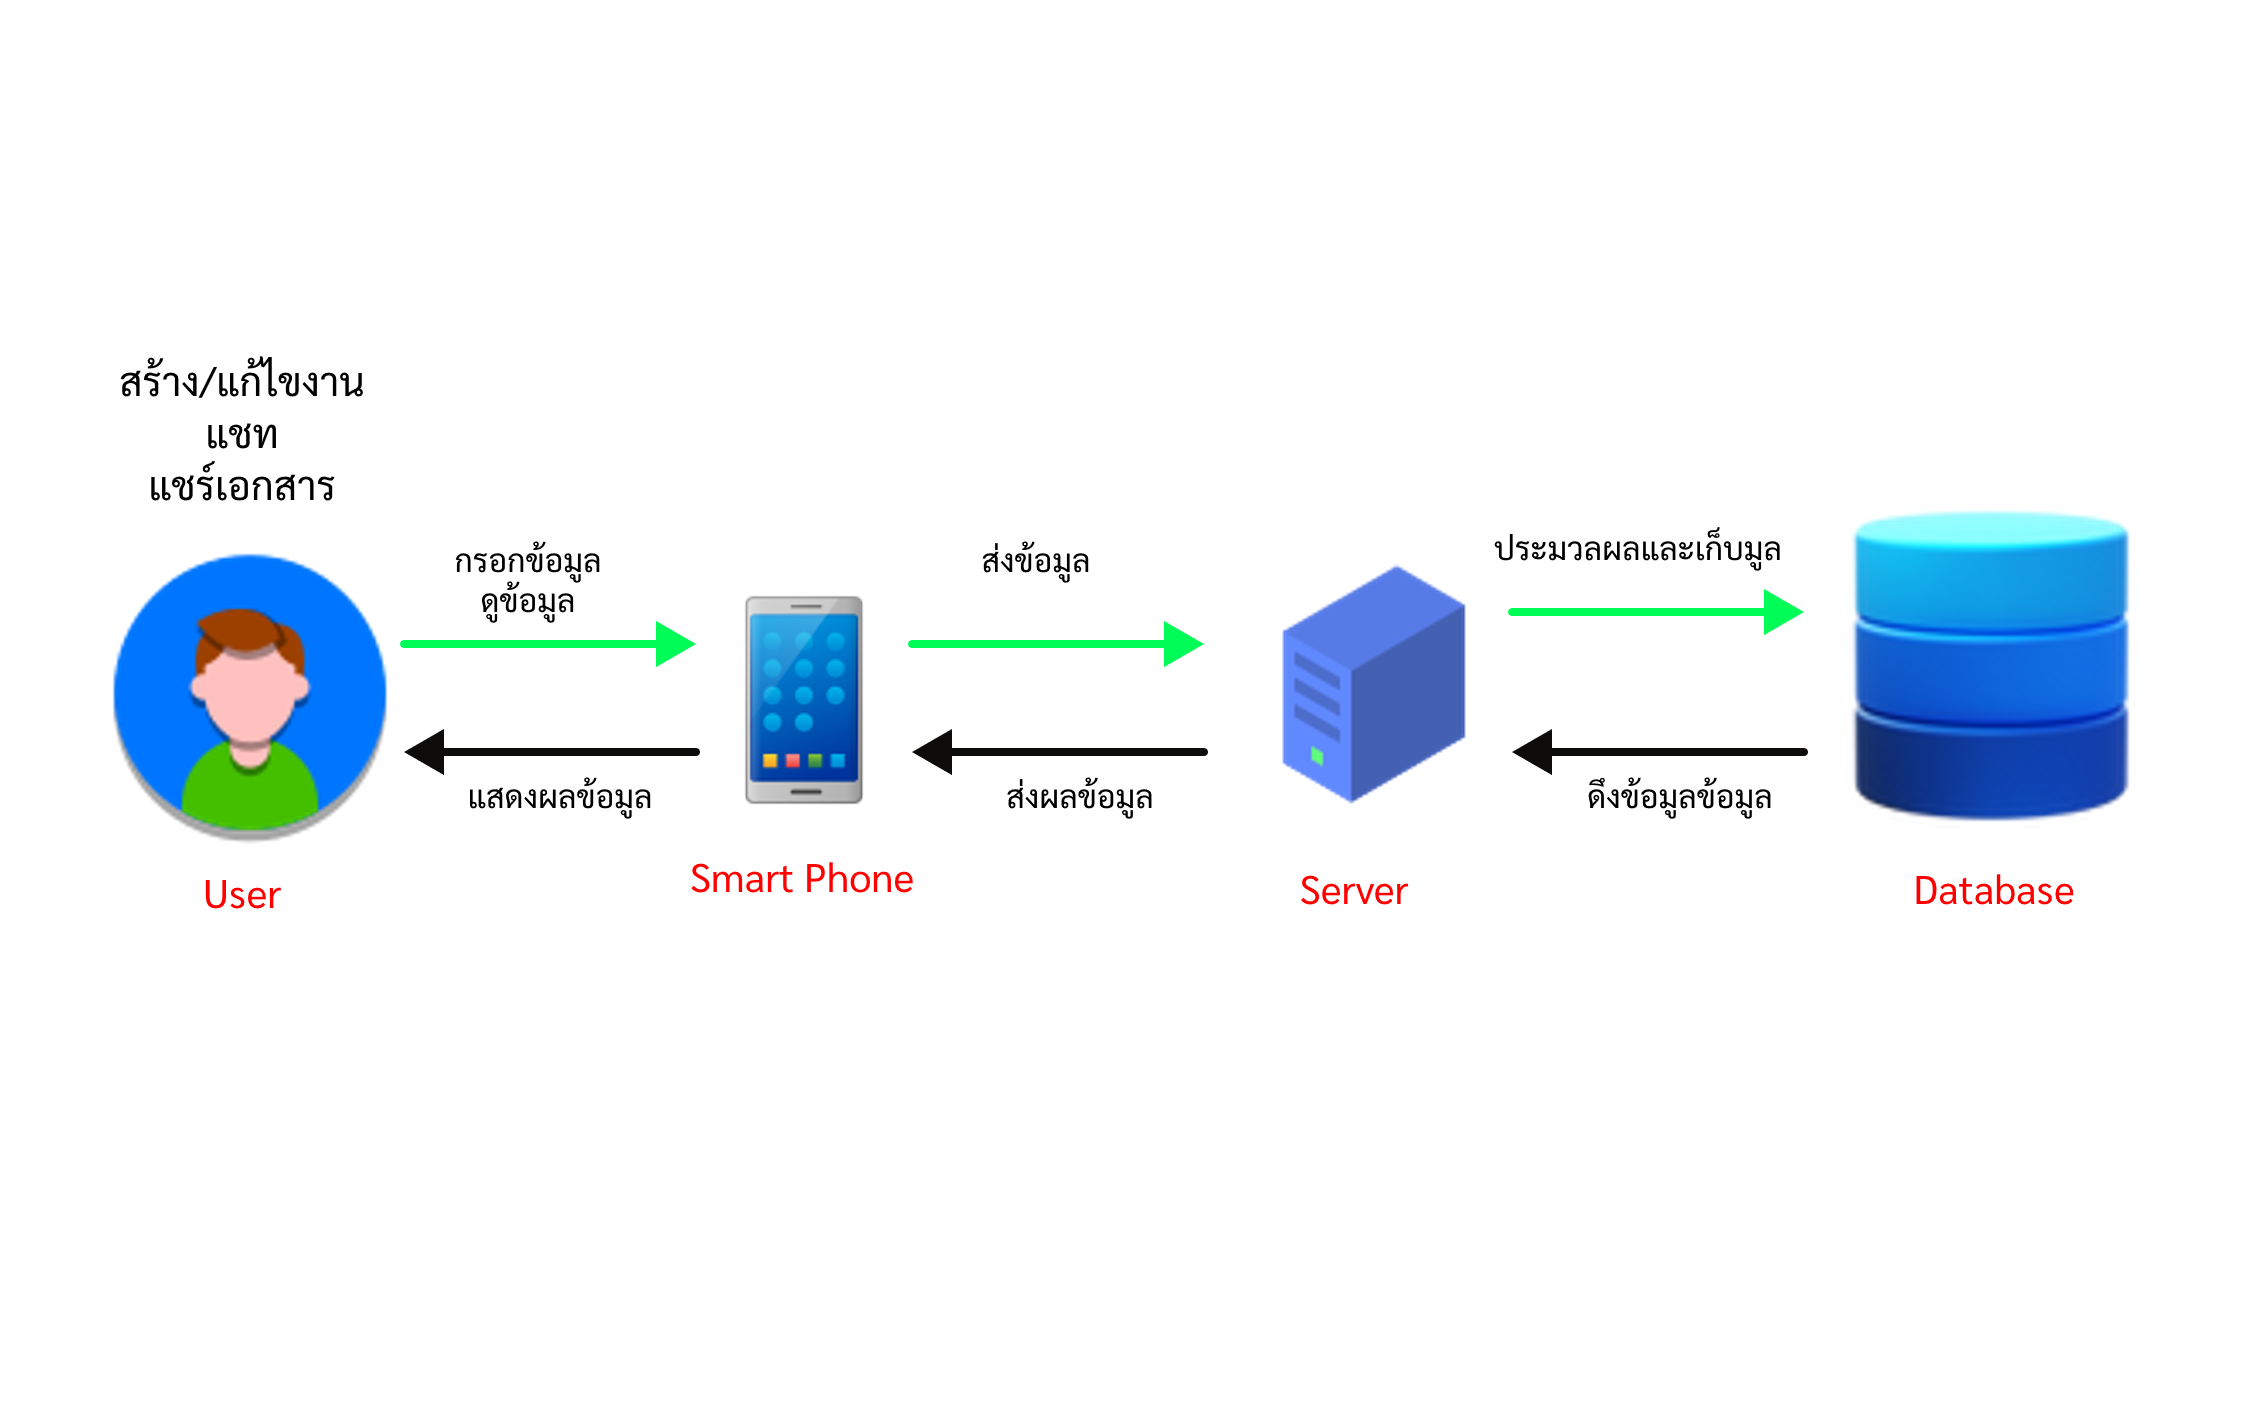 สร้าง/แก้ไขงาน
แชท
แชร์เอกสาร
กรอกข้อมูล
ดูข้อมูล
ส่งข้อมูล
ประมวลผลและเก็บมูล
แสดงผลข้อมูล
ส่งผลข้อมูล
ดึงข้อมูลข้อมูล
User
Smart Phone
Server
Database